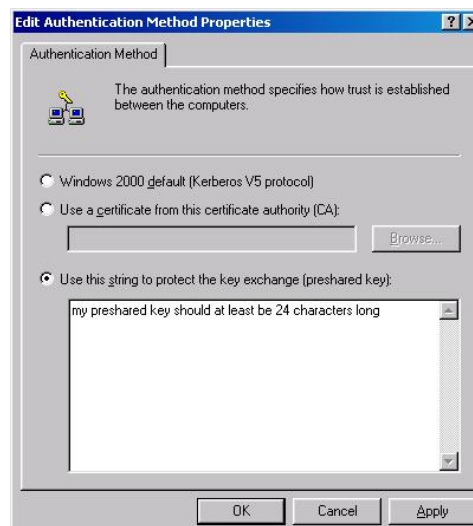 Edit Authentication Method Properties
Authentication Method
The authentication method specifies how trust is established
between the computers.
Windows 2000 default (Kerberos V5 protocol)
Use a certificate from this certificate authority (CA):
Browse...
Use this string to protect the key exchange (preshared key):
my preshared key should at least be 24 characters long
OK Cancel Apply